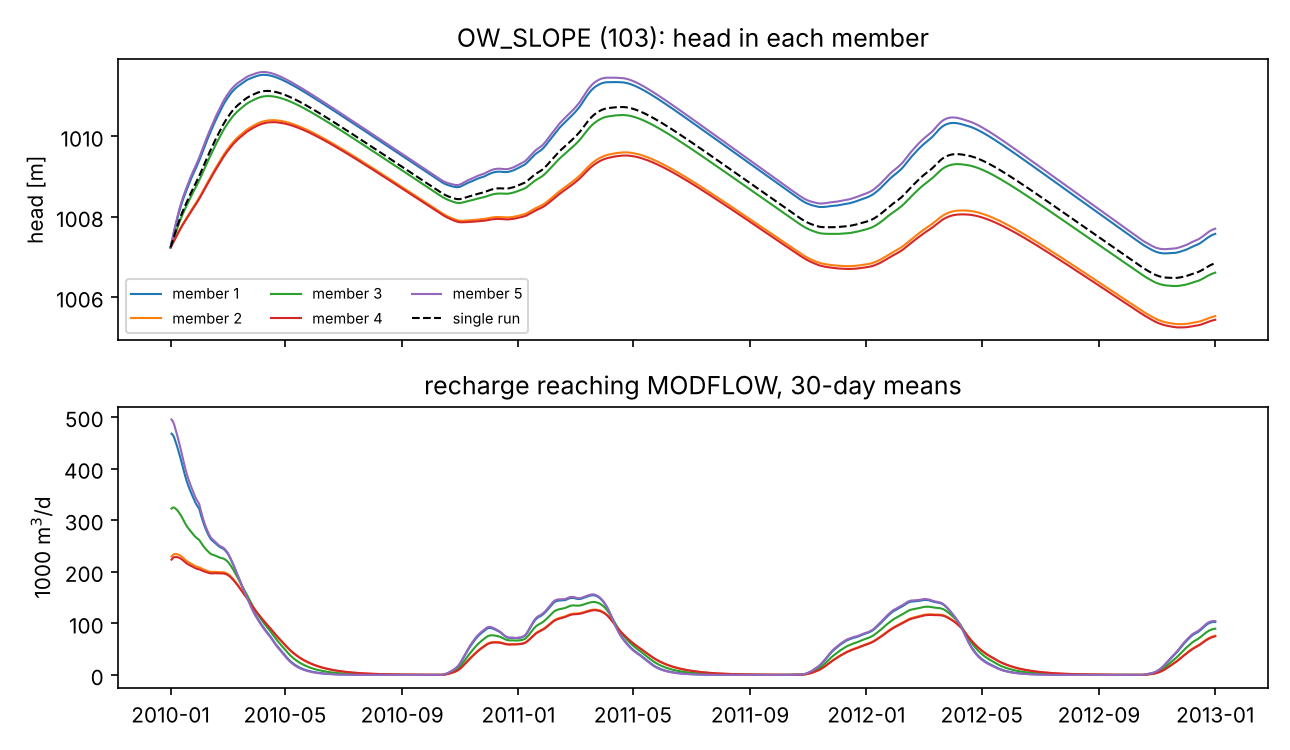 OW_SLOPE (103): head in each member
head [m]
1010
1008
1006
member 1
member 3
member 5
member 2
member 4
single run
recharge reaching MODFLOW, 30-day means
1000 m³/d
500
400
300
200
100
0
2010-01 2010-05 2010-09 2011-01 2011-05 2011-09 2012-01 2012-05 2012-09 2013-01